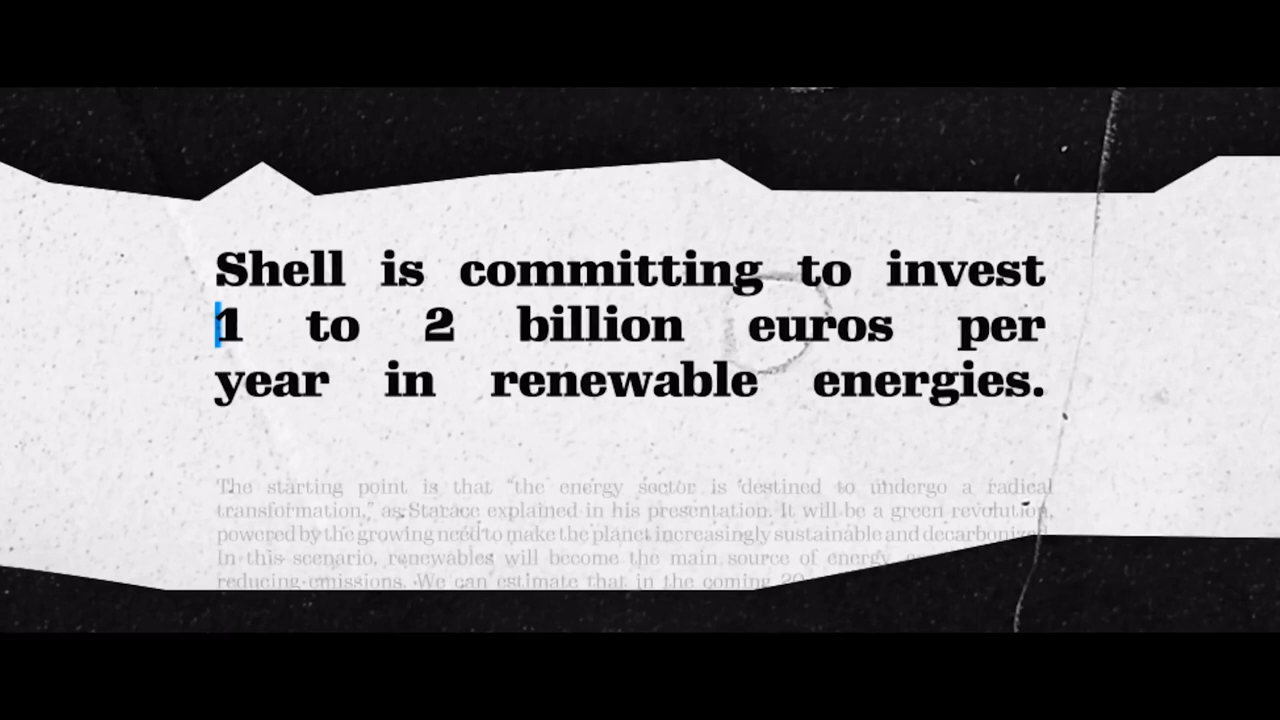 Shell is committing to invest
1 to 2 billion euros per
year in renewable energies.
The starting point is that "the energy sector is destined to undergo a radical
transformation," as Starace explained in his presentation. It will be a green revolution,
powered by the growing need to make the planet increasingly sustainable and
In this scenario, renewables will become the main source of energy,
reducing emissions. We can estimate that in the coming